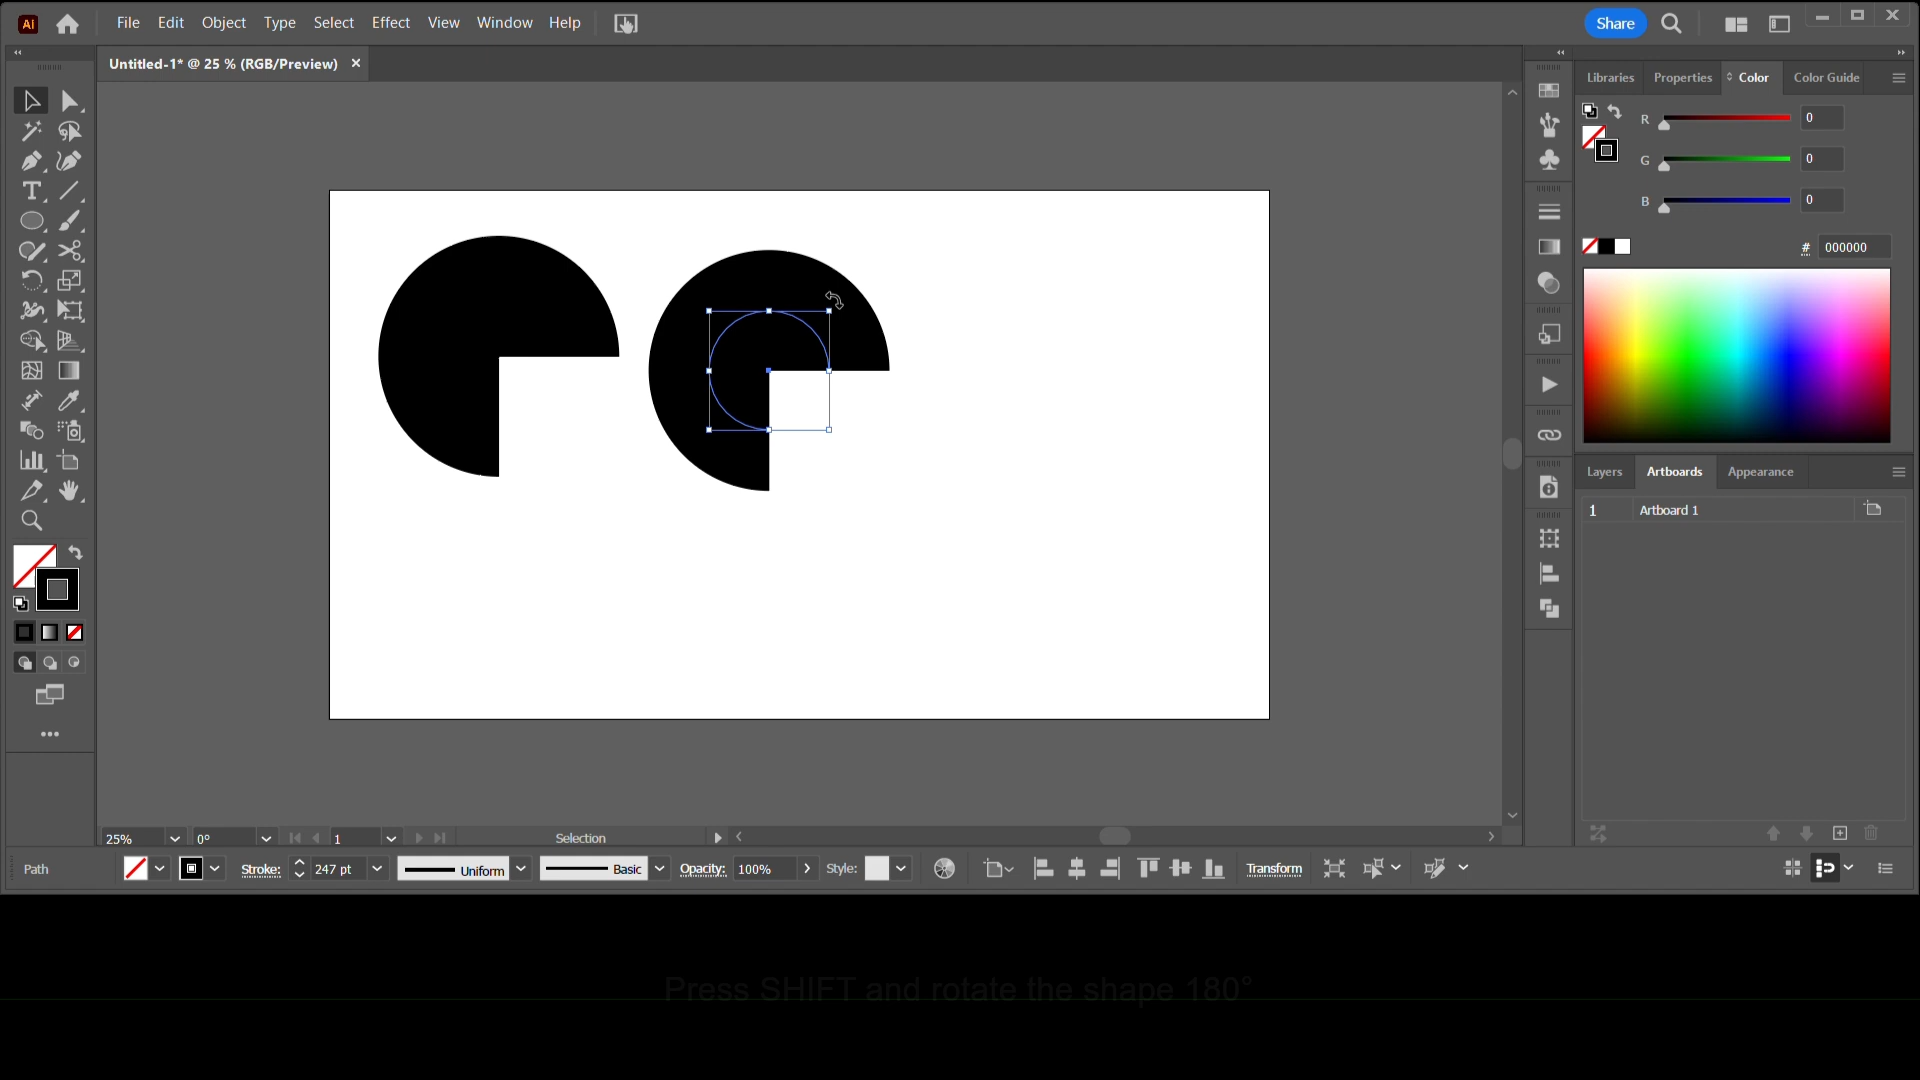 Ai File Edit Object Type Select Effect View Window Help Share
Untitled-1* @ 25 % (RGB/Preview)
Libraries Properties Color Color Guide
R 0
G 0
B 0
# 000000
T
Layers Artboards Appearance
1 Artboard 1
25% 0° 1 Selection
Path Stroke: 247 pt Uniform Basic Opacity: 100% Style: Transform
Press SHIFT and rotate the shape 180°